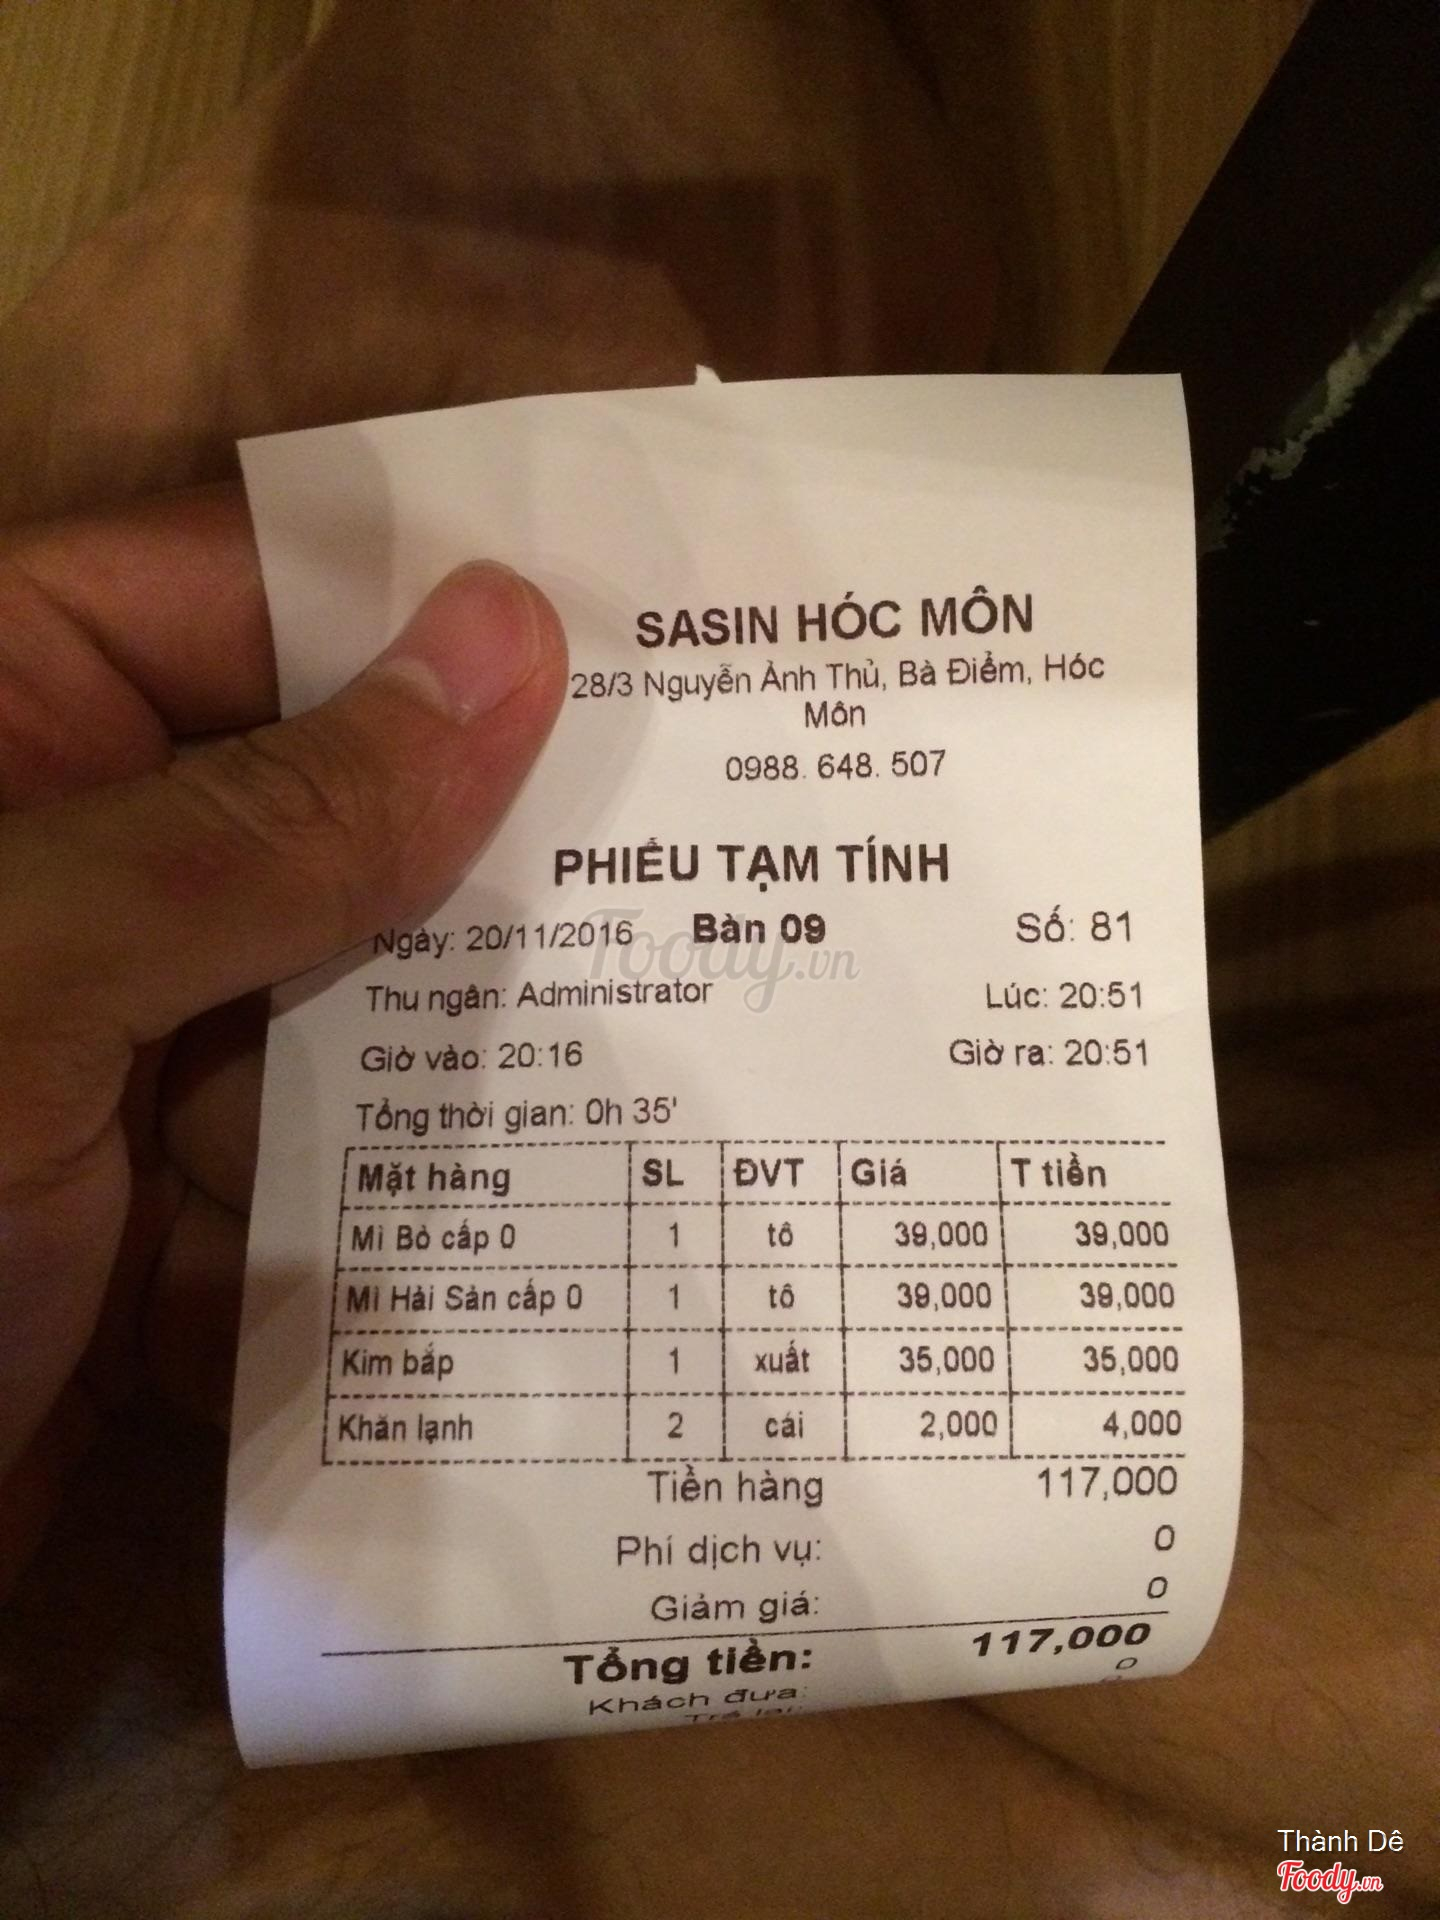 SASIN HÓC MÔN
28/3 Nguyễn Ảnh Thủ, Bà Điểm, Hóc
Môn
0988. 648. 507
PHIẾU TẠM TÍNH
Ngày: 20/11/2016 Bàn 09 Số: 81
Thu ngân: Administrator Lúc: 20:51
Giờ vào: 20:16 Giờ ra: 20:51
Tổng thời gian: 0h 35'
Mặt hàng SL ĐVT Giá T tiền
Mì Bò cấp 0 1 tô 39,000 39,000
Mì Hải Sản cấp 0 1 tô 39,000 39,000
Kim bắp 1 xuất 35,000 35,000
Khăn lạnh 2 cái 2,000 4,000
Tiền hàng 117,000
Phí dịch vụ: 0
Giảm giá: 0
Tổng tiền: 117,000
Khách đưa: 0
Trả lại:
Foody.vn
Thành Dê
Foody.vn